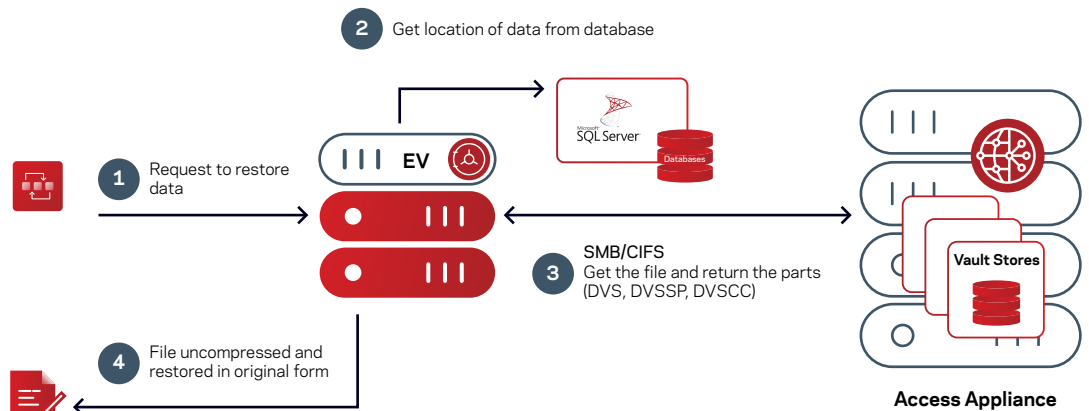 2
Get location of data from database
Microsoft®
SQL Server
Databases
EV
1
Request to restore
data
3
SMB/CIFS
Get the file and return the parts
(DVS, DVSSP, DVSCC)
Vault Stores
4
File uncompressed and
restored in original form
Access Appliance